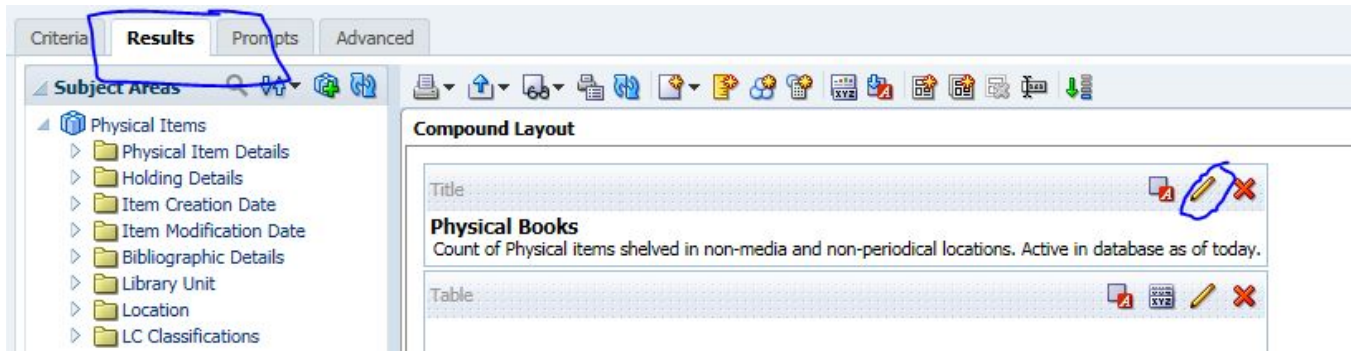 Criteria Results Prompts Advanced
Subject Areas
Physical Items
Physical Item Details
Holding Details
Item Creation Date
Item Modification Date
Bibliographic Details
Library Unit
Location
LC Classifications
Compound Layout
Title
Physical Books
Count of Physical items shelved in non-media and non-periodical locations. Active in database as of today.
Table